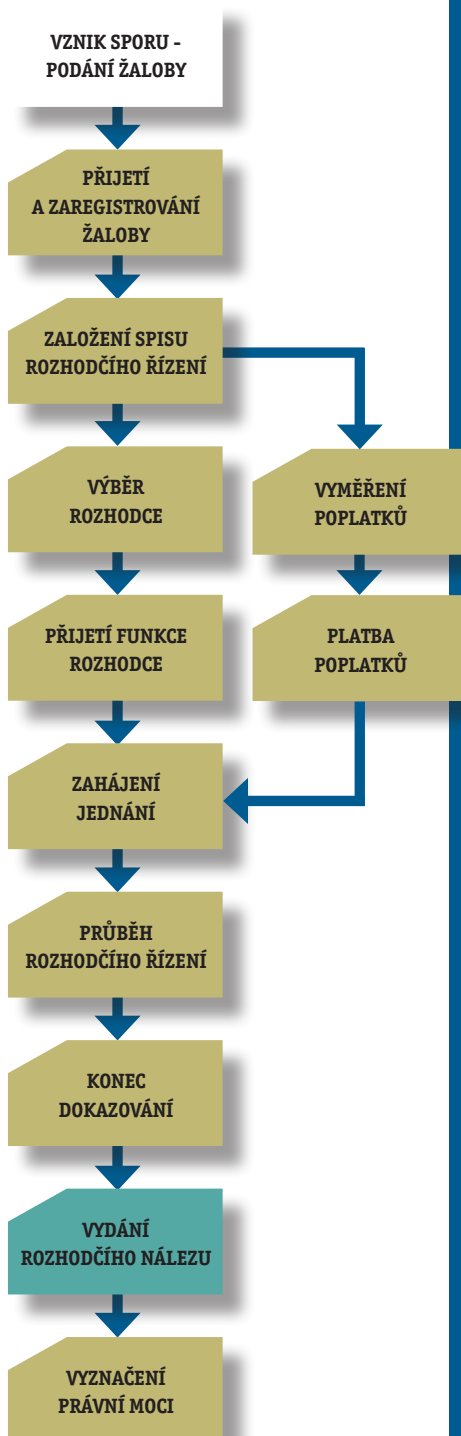 VZNIK SPORU -
PODÁNÍ ŽALOBY
PŘIJETÍ
A ZAREGISTROVÁNÍ
ŽALOBY
ZALOŽENÍ SPISU
ROZHODČÍHO ŘÍZENÍ
VÝBĚR
ROZHODCE
VYMĚŘENÍ
POPLATKŮ
PŘIJETÍ FUNKCE
ROZHODCE
PLATBA
POPLATKŮ
ZAHÁJENÍ
JEDNÁNÍ
PRŮBĚH
ROZHODČÍHO ŘÍZENÍ
KONEC
DOKAZOVÁNÍ
VYDÁNÍ
ROZHODČÍHO NÁLEZU
VYZNAČENÍ
PRÁVNÍ MOCI